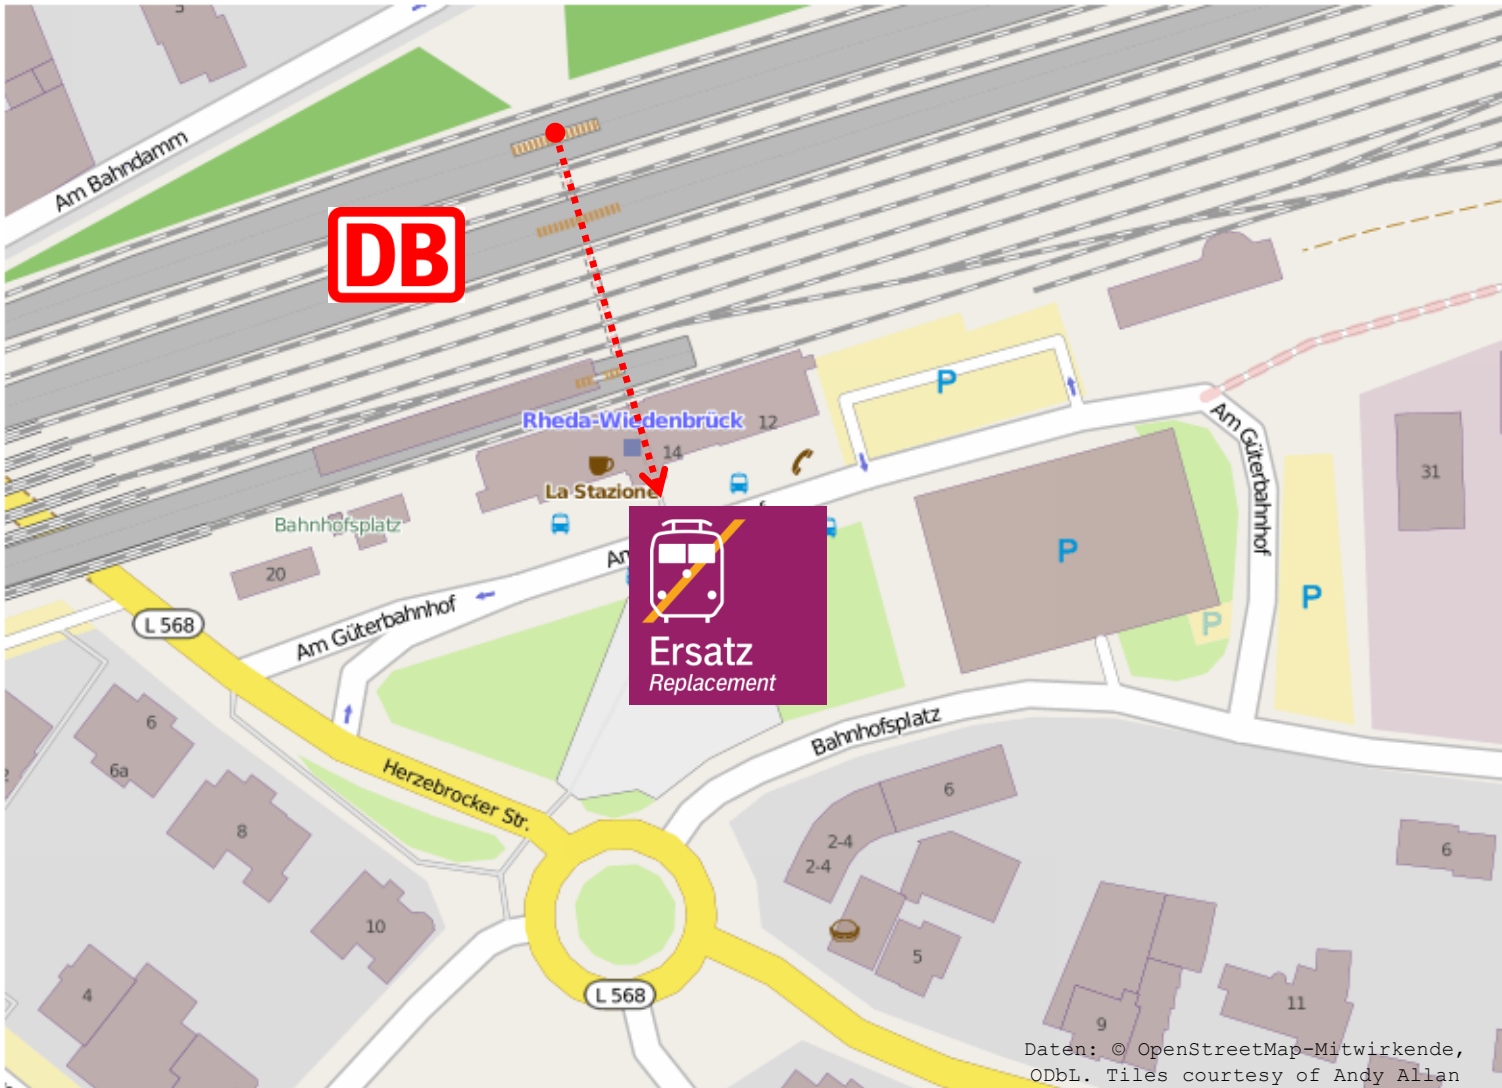 5
Am Bahndamm
DB
P
Rheda-Wiedenbrück
12
14
Am Güterbahnhof
31
La Stazione
Bahnhofsplatz
P
20
Am
Ersatz
Replacement
P
P
L 568
Am Güterbahnhof
6
6a
Bahnhofsplatz
Herzebrocker Str.
6
8
2-4
2-4
6
10
5
4
L 568
11
9
Daten: © OpenStreetMap-Mitwirkende,
ODbL. Tiles courtesy of Andy Allan